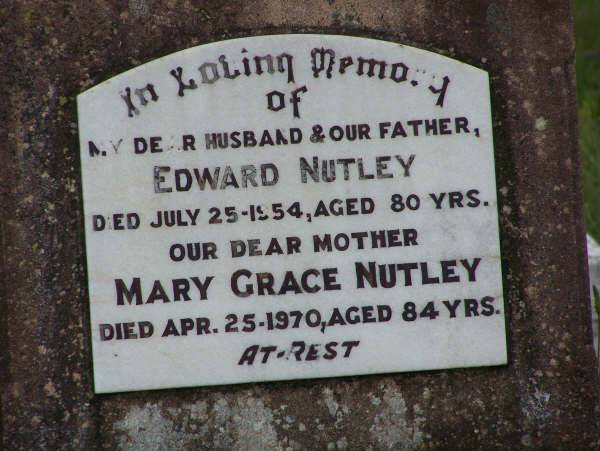 In Loving Memory
of
MY DEAR HUSBAND & OUR FATHER,
EDWARD NUTLEY
DIED JULY 25-1954, AGED 80 YRS.
OUR DEAR MOTHER
MARY GRACE NUTLEY
DIED APR. 25-1970, AGED 84 YRS.
AT-REST